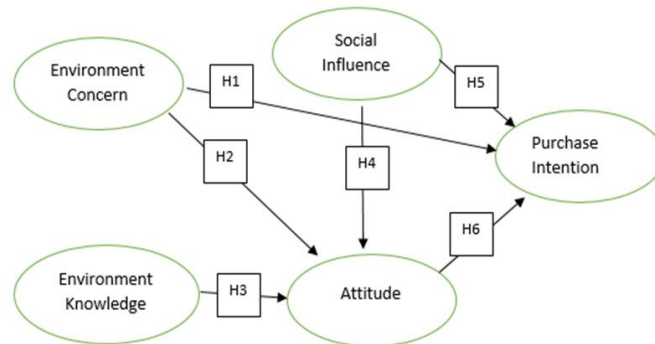 Social
Influence
Environment
Concern
H1
H5
Purchase
Intention
H2
H4
H6
Environment
Knowledge
H3
Attitude